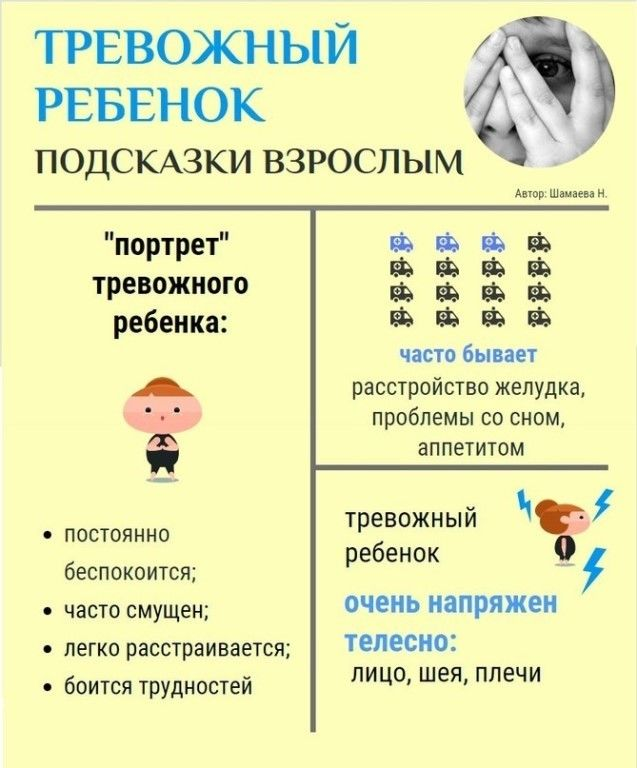 ТРЕВОЖНЫЙ
РЕБЕНОК
ПОДСКАЗКИ ВЗРОСЛЫМ
Автор: Шамаева Н.
"портрет"
тревожного
ребенка:
• постоянно
беспокоится;
• часто смущен;
• легко расстраивается;
• боится трудностей
часто бывает
расстройство желудка,
проблемы со сном,
аппетитом
тревожный
ребенок
очень напряжен
телесно:
лицо, шея, плечи